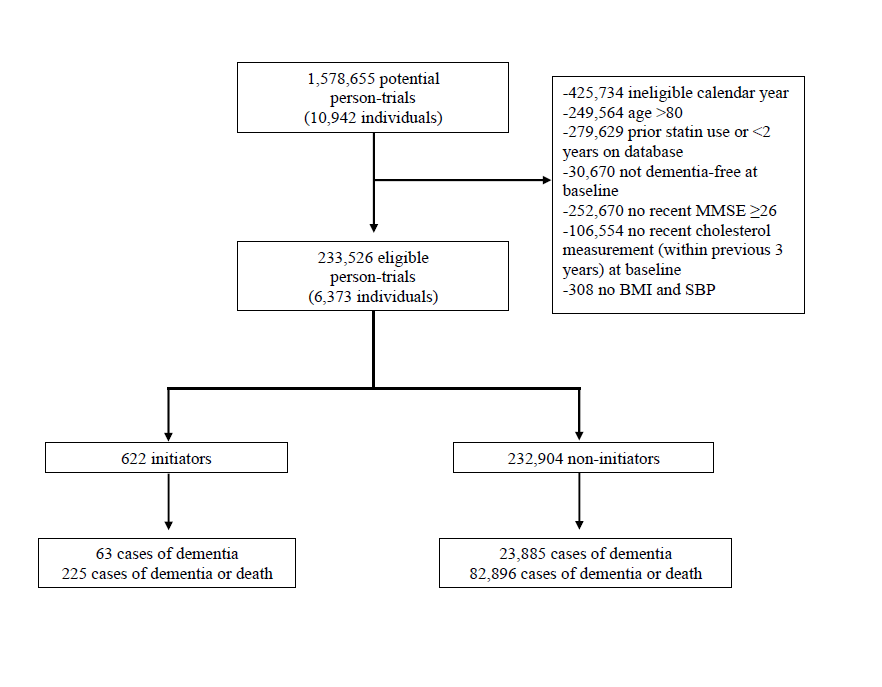 1,578,655 potential
person-trials
(10,942 individuals)
-425,734 ineligible calendar year
-249,564 age >80
-279,629 prior statin use or <2
years on database
-30,670 not dementia-free at
baseline
-252,670 no recent MMSE ≥26
-106,554 no recent cholesterol
measurement (within previous 3
years) at baseline
-308 no BMI and SBP
233,526 eligible
person-trials
(6,373 individuals)
622 initiators
232,904 non-initiators
63 cases of dementia
225 cases of dementia or death
23,885 cases of dementia
82,896 cases of dementia or death